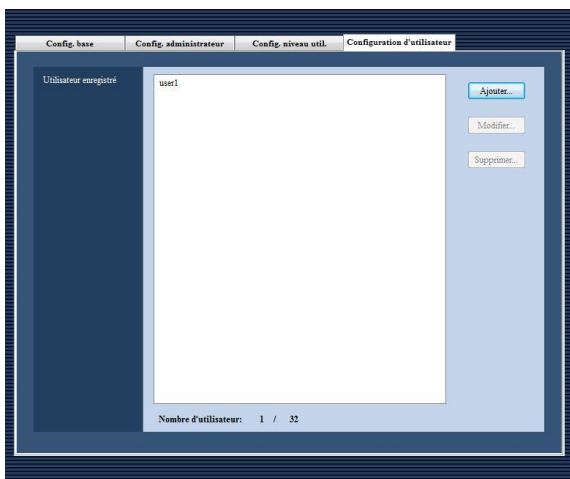 Config. base Config. administrateur Config. niveau util. Configuration d'utilisateur
Utilisateur enregistré
user1
Ajouter...
Modifier...
Supprimer...
Nombre d'utilisateur: 1 / 32